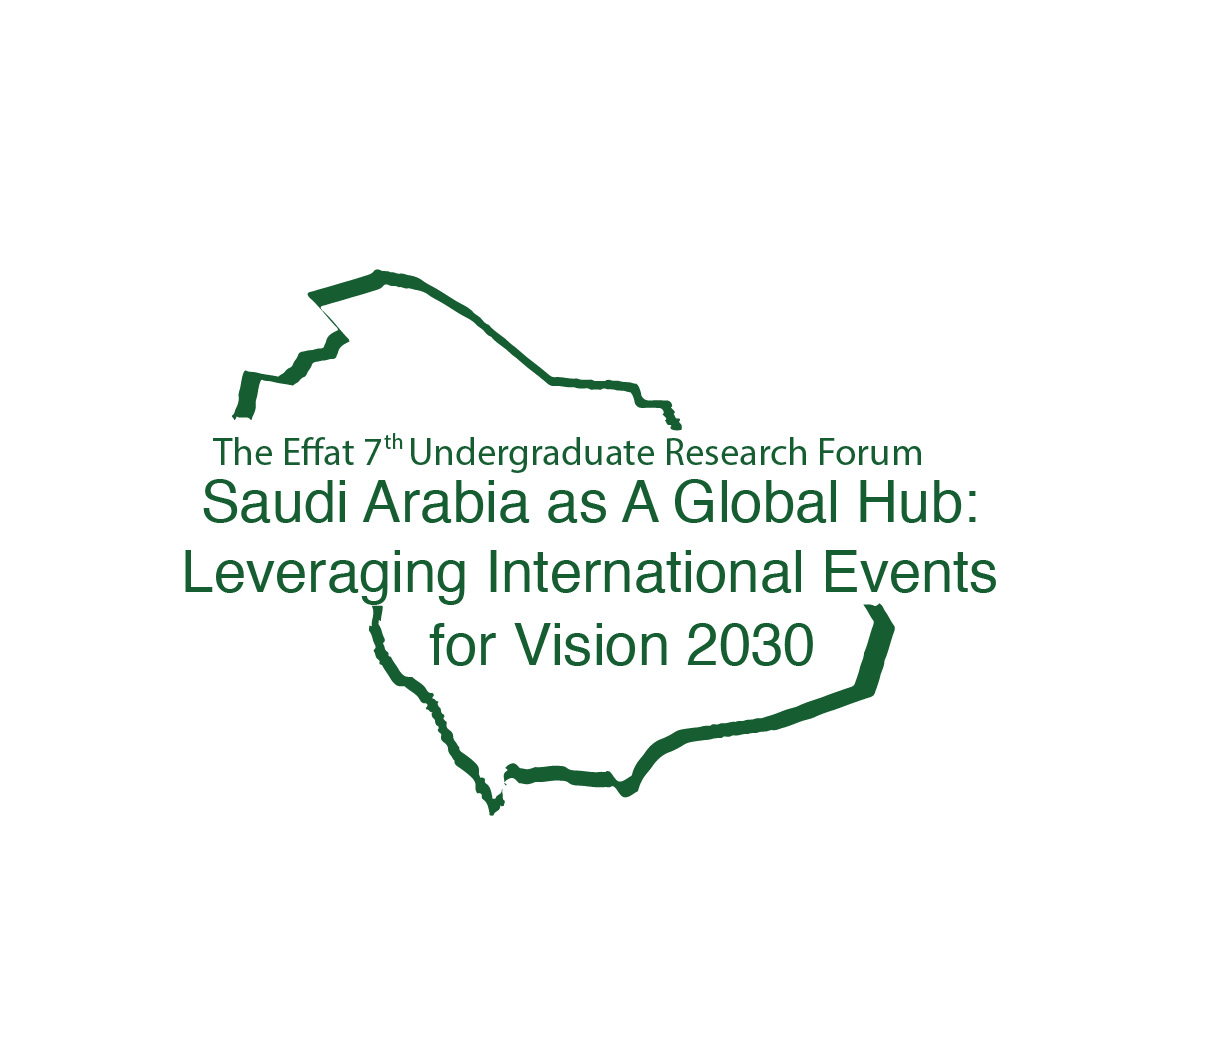 The Effat 7th Undergraduate Research Forum
Saudi Arabia as A Global Hub:
Leveraging International Events
for Vision 2030